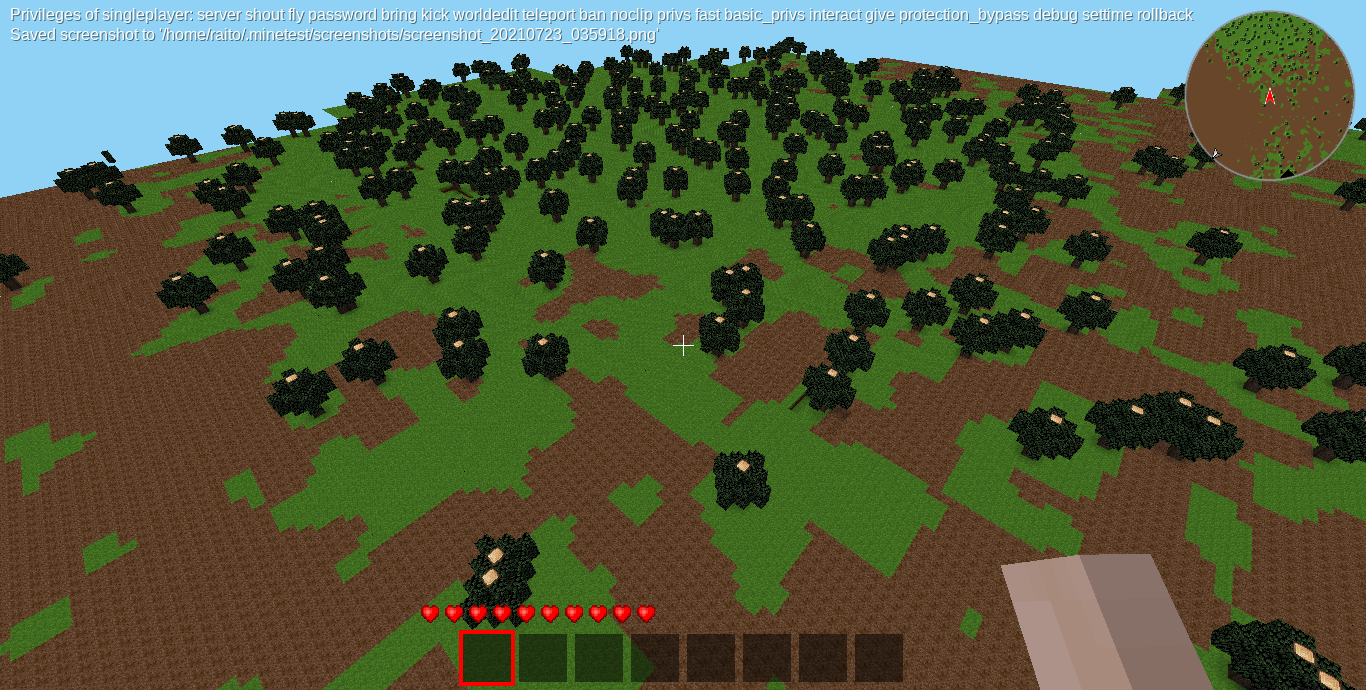 Privileges of singleplayer: server shout fly password bring kick worldedit teleport ban noclip privs fast basic_privs interact give protection_bypass debug settime rollback
Saved screenshot to '/home/raito/.minetest/screenshots/screenshot_20210723_035918.png'